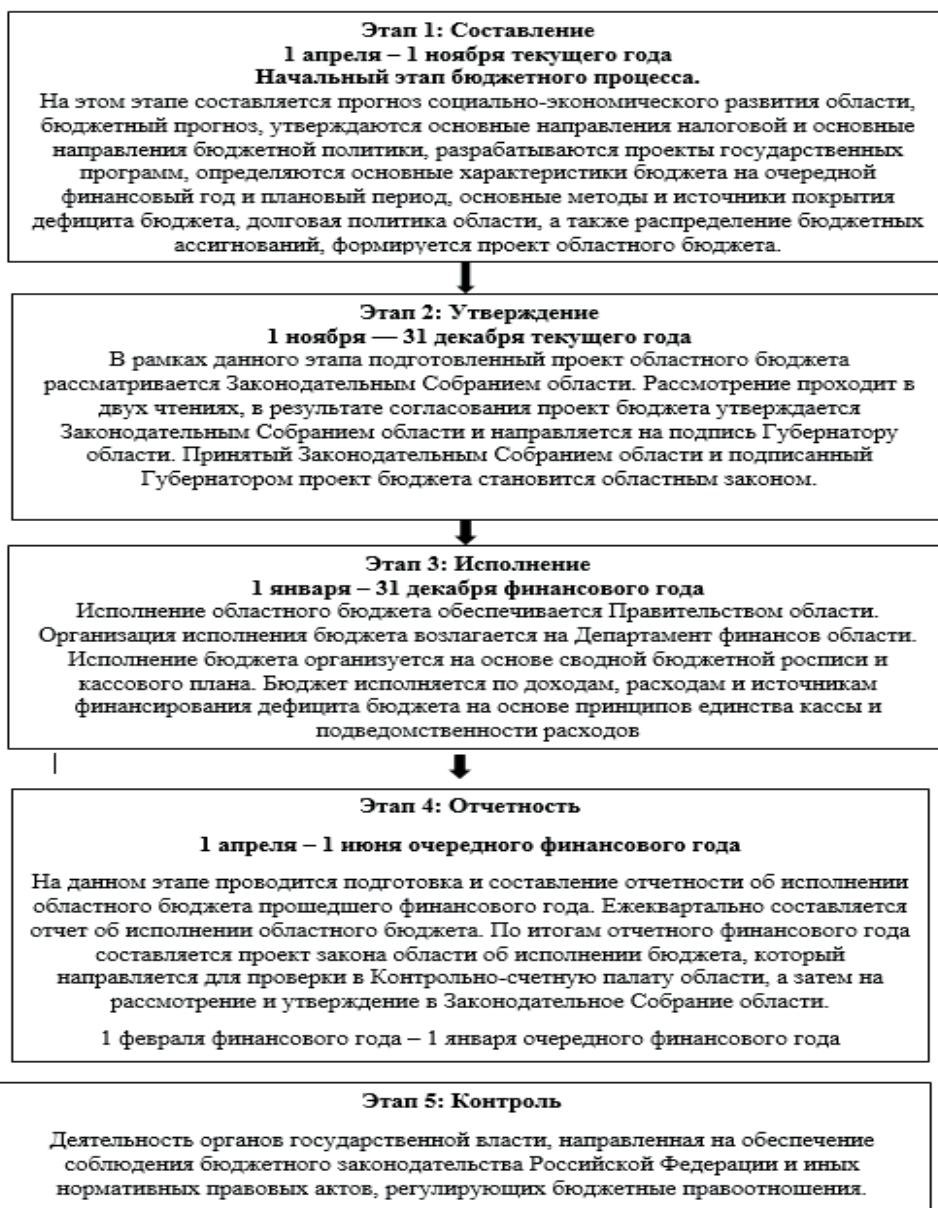 Этап 1: Составление
1 апреля – 1 ноября текущего года
Начальный этап бюджетного процесса.
На этом этапе составляется прогноз социально-экономического развития области,
бюджетный прогноз, утверждаются основные направления налоговой и основные
направления бюджетной политики, разрабатываются проекты государственных
программ, определяются основные характеристики бюджета на очередной
финансовый год и плановый период, основные методы и источники покрытия
дефицита бюджета, долговая политика области, а также распределение бюджетных
ассигнований, формируется проект областного бюджета.
Этап 2: Утверждение
1 ноября — 31 декабря текущего года
В рамках данного этапа подготовленный проект областного бюджета
рассматривается Законодательным Собранием области. Рассмотрение проходит в
двух чтениях, в результате согласования проект бюджета утверждается
Законодательным Собранием области и направляется на подпись Губернатору
области. Принятый Законодательным Собранием области и подписанный
Губернатором проект бюджета становится областным законом.
Этап 3: Исполнение
1 января – 31 декабря финансового года
Исполнение областного бюджета обеспечивается Правительством области.
Организация исполнения бюджета возлагается на Департамент финансов области.
Исполнение бюджета организуется на основе сводной бюджетной росписи и
кассового плана. Бюджет исполняется по доходам, расходам и источникам
финансирования дефицита бюджета на основе принципов единства кассы и
подведомственности расходов
Этап 4: Отчетность
1 апреля – 1 июня очередного финансового года
На данном этапе проводится подготовка и составление отчетности об исполнении
областного бюджета прошедшего финансового года. Ежеквартально составляется
отчет об исполнении областного бюджета. По итогам отчетного финансового года
составляется проект закона области об исполнении бюджета, который
направляется для проверки в Контрольно-счетную палату области, а затем на
рассмотрение и утверждение в Законодательное Собрание области.
1 февраля финансового года – 1 января очередного финансового года
Этап 5: Контроль
Деятельность органов государственной власти, направленная на обеспечение
соблюдения бюджетного законодательства Российской Федерации и иных
нормативных правовых актов, регулирующих бюджетные правоотношения.